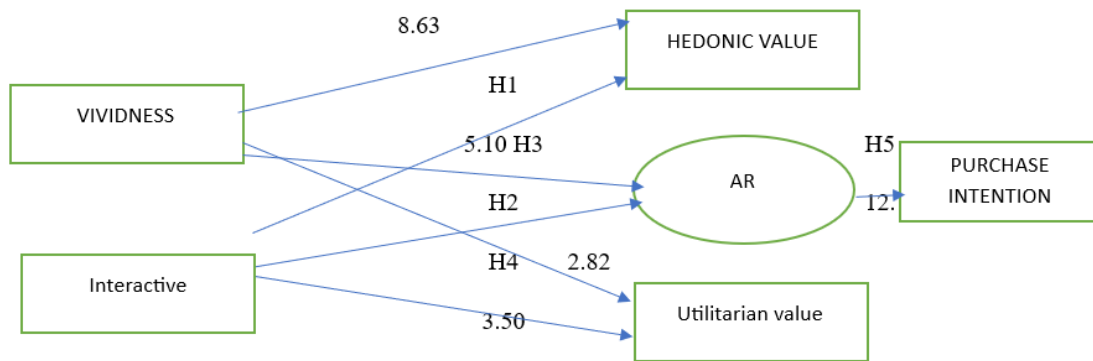 8.63
HEDONIC VALUE
H1
VIVIDNESS
5.10 H3
H5
AR
PURCHASE
INTENTION
H2
12.
H4
2.82
Interactive
Utilitarian value
3.50